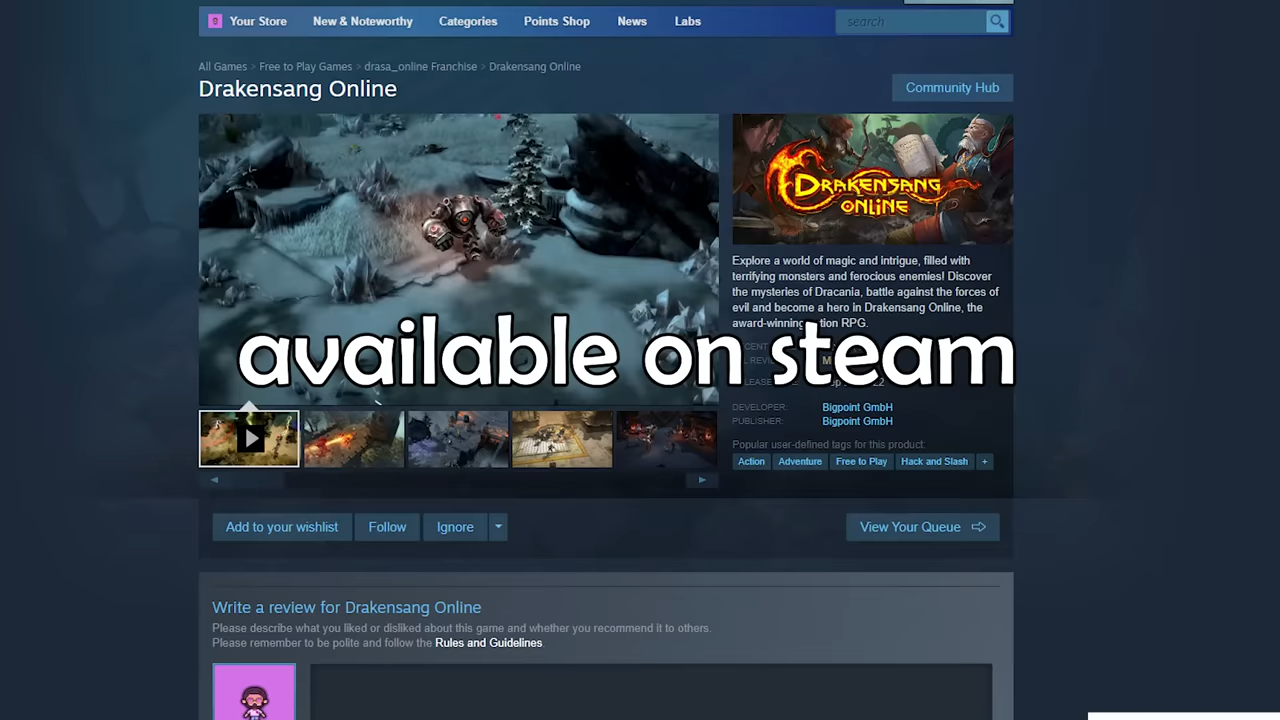 Your Store
New & Noteworthy
Categories
Points Shop
News
Labs
search
All Games > Free to Play Games > drasa_online Franchise > Drakensang Online
Drakensang Online
Community Hub
DRAKENSANG
ONLINE
Explore a world of magic and intrigue, filled with
terrifying monsters and ferocious enemies! Discover
the mysteries of Dracania, battle against the forces of
evil and become a hero in Drakensang Online, the
award-winning RPG.
available on steam
DEVELOPER: Bigpoint GmbH
PUBLISHER: Bigpoint GmbH
Popular user-defined tags for this product:
Action
Adventure
Free to Play
Hack and Slash
+
Add to your wishlist
Follow
Ignore
View Your Queue
Write a review for Drakensang Online
Please describe what you liked or disliked about this game and whether you recommend it to others.
Please remember to be polite and follow the Rules and Guidelines